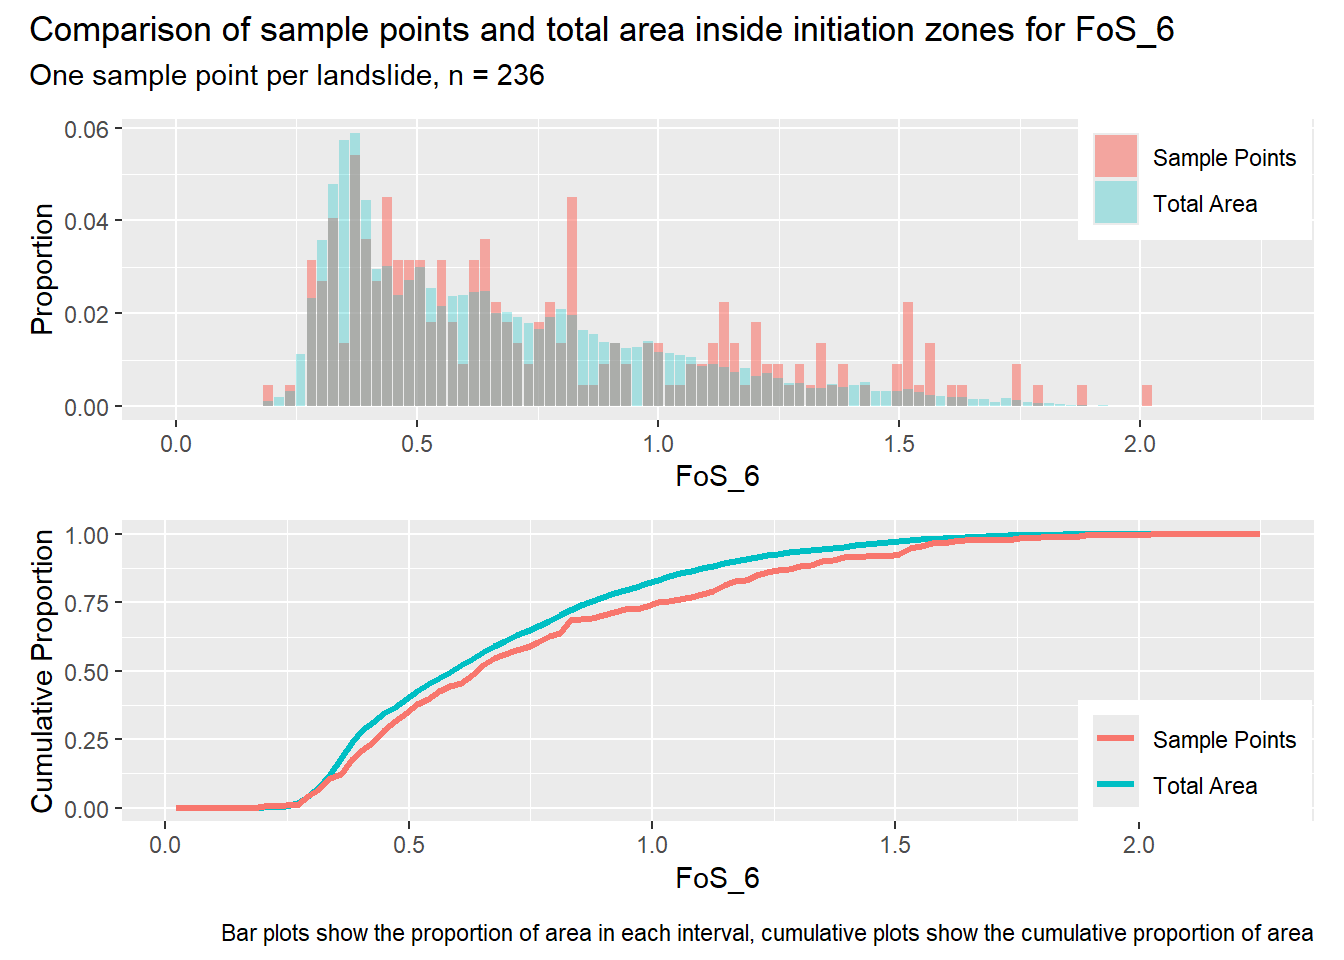 Comparison of sample points and total area inside initiation zones for FoS_6
One sample point per landslide, n = 236
Proportion
0.06
0.04
0.02
0.00
Sample Points
Total Area
0.0 0.5 1.0 1.5 2.0
FoS_6
Cumulative Proportion
1.00
0.75
0.50
0.25
0.00
Sample Points
Total Area
0.0 0.5 1.0 1.5 2.0
FoS_6
Bar plots show the proportion of area in each interval, cumulative plots show the cumulative proportion of area